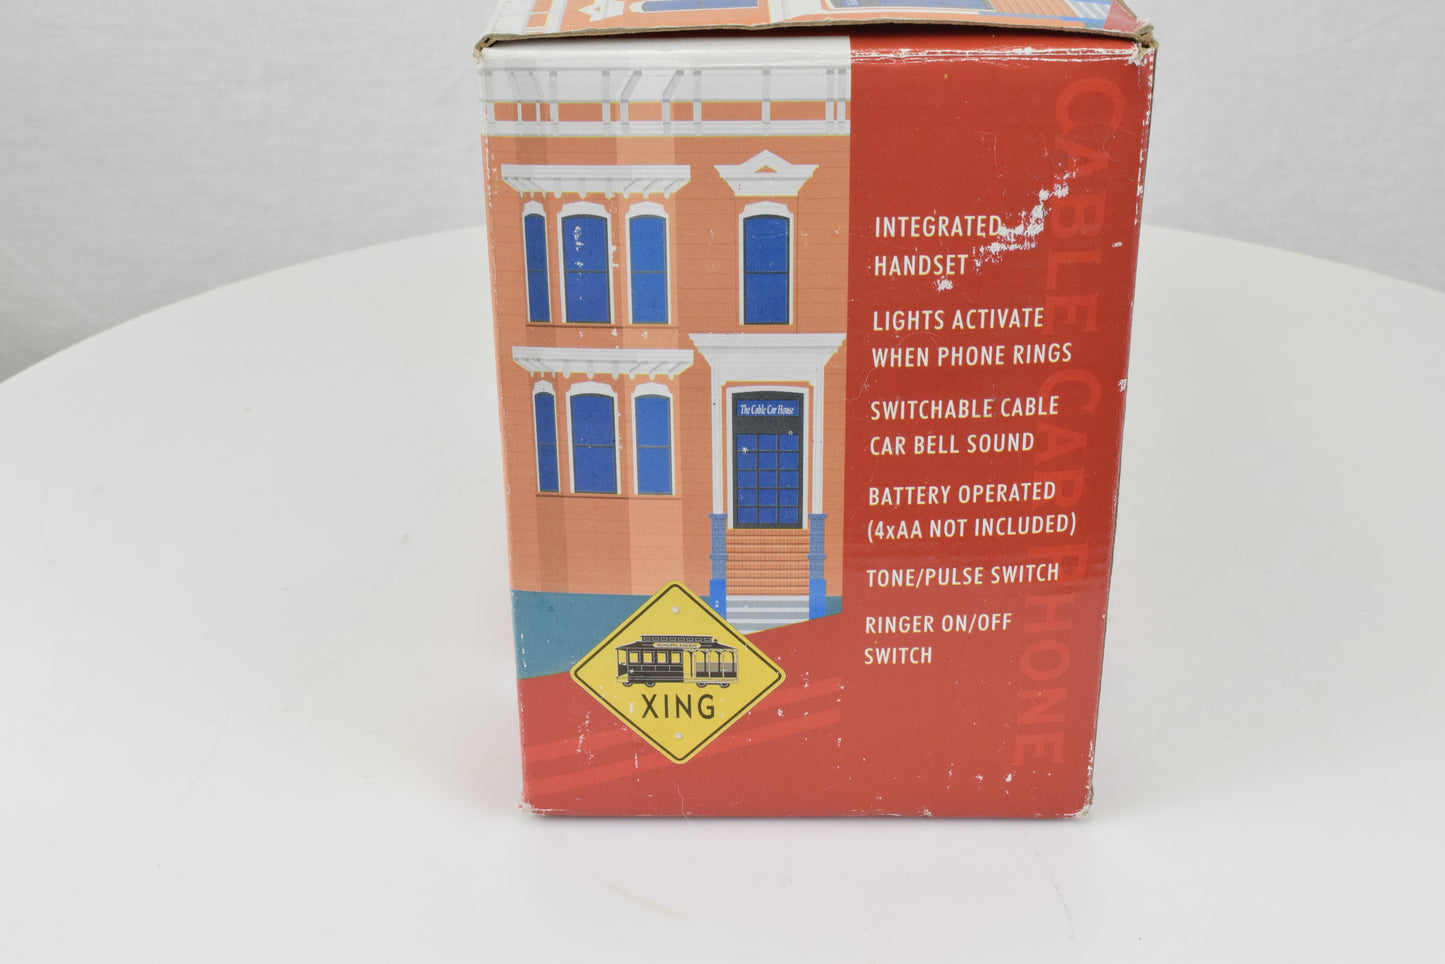 The Cable Car House
XING
INTEGRATED
HANDSET
LIGHTS ACTIVATE
WHEN PHONE RINGS
SWITCHABLE CABLE
CAR BELL SOUND
BATTERY OPERATED
(4xAA NOT INCLUDED)
TONE/PULSE SWITCH
RINGER ON/OFF
SWITCH
CABLE CAR PHONE